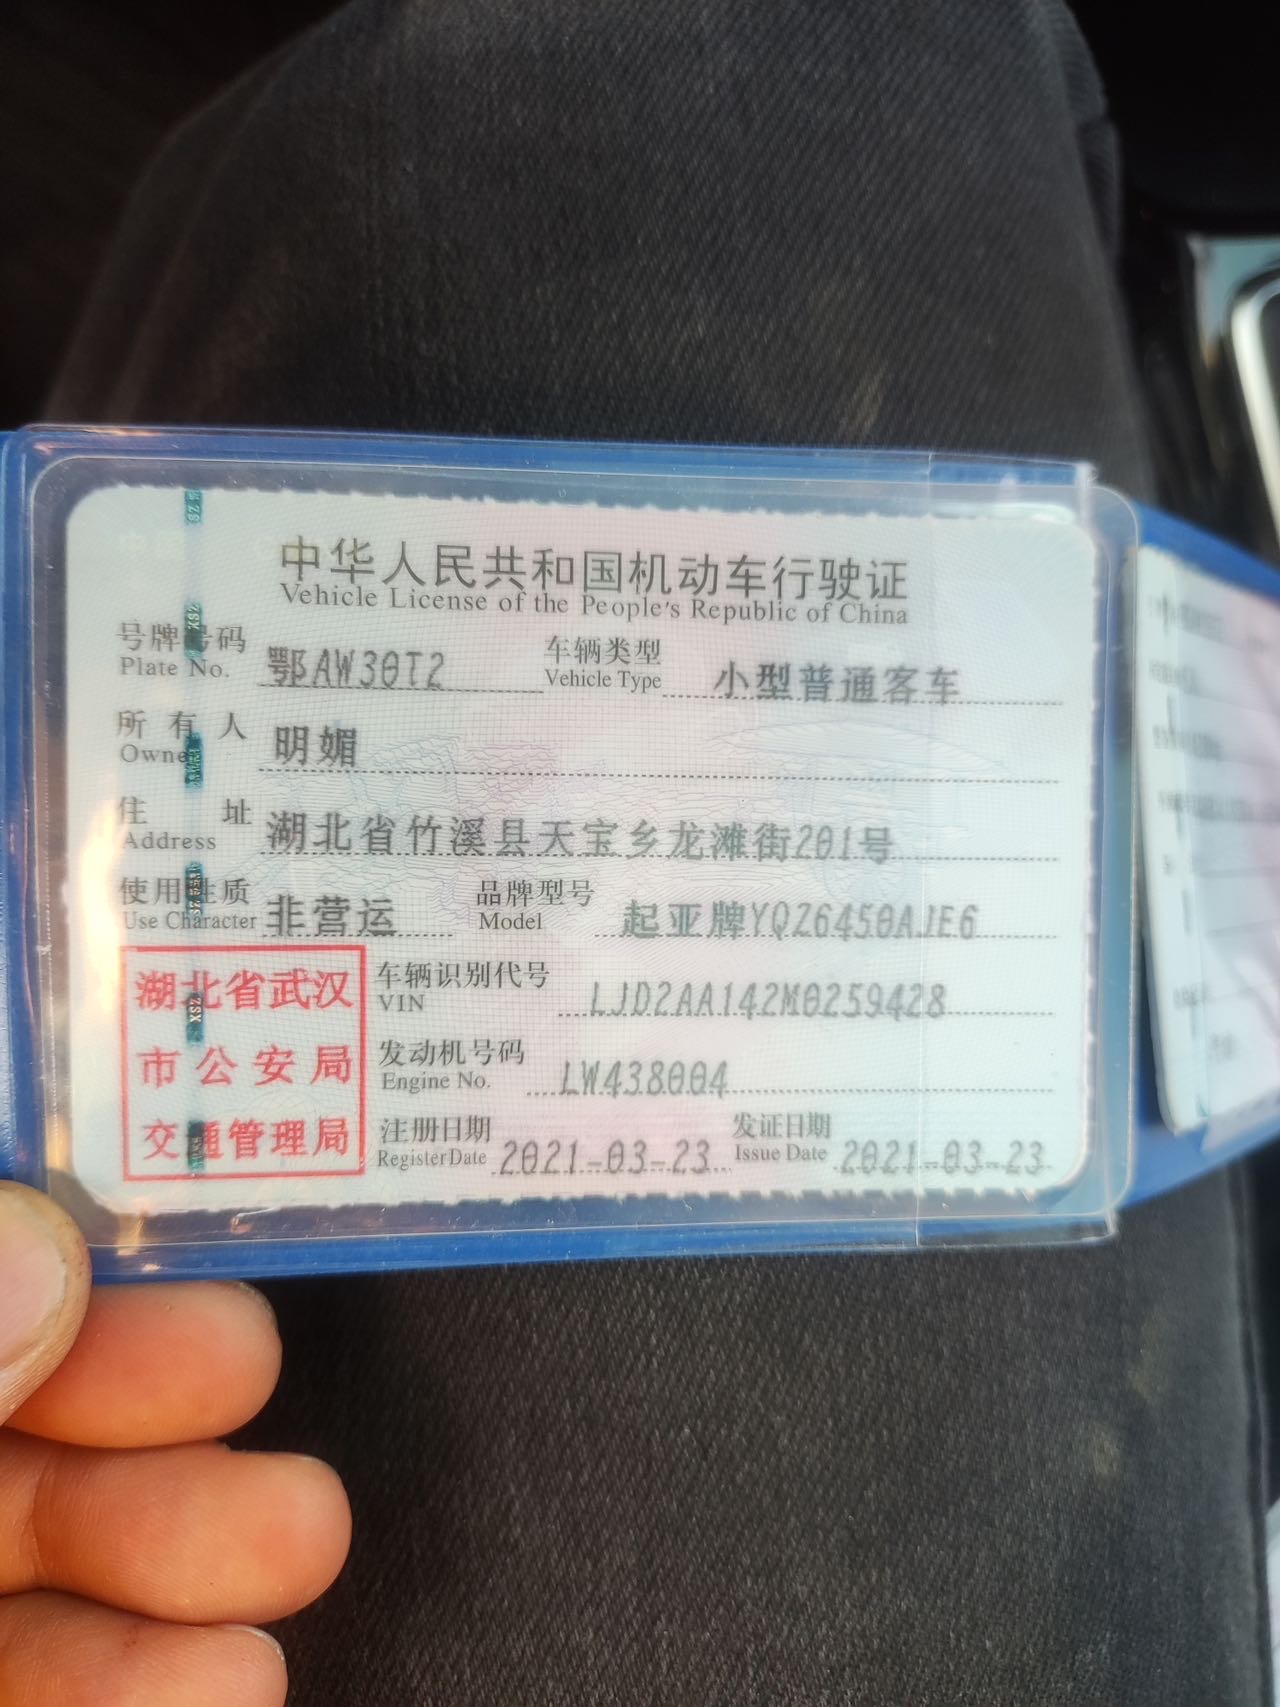 中华人民共和国机动车行驶证
Vehicle License of the People's Republic of China
号牌号码 鄂AW30T2 车辆类型 小型普通客车
Plate No. Vehicle Type
所有人 明媚
Owner
住址 湖北省竹溪县天宝乡龙滩街201号
Address
使用性质 非营运 品牌型号 起亚牌YQZ6450AJE6
Use Character Model
湖北省武汉
市公安局
交通管理局
车辆识别代号 LJD2AA142M0259428
VIN
发动机号码 LW438004
Engine No.
注册日期 2021-03-23 发证日期 2021-03-23
Register Date Issue Date